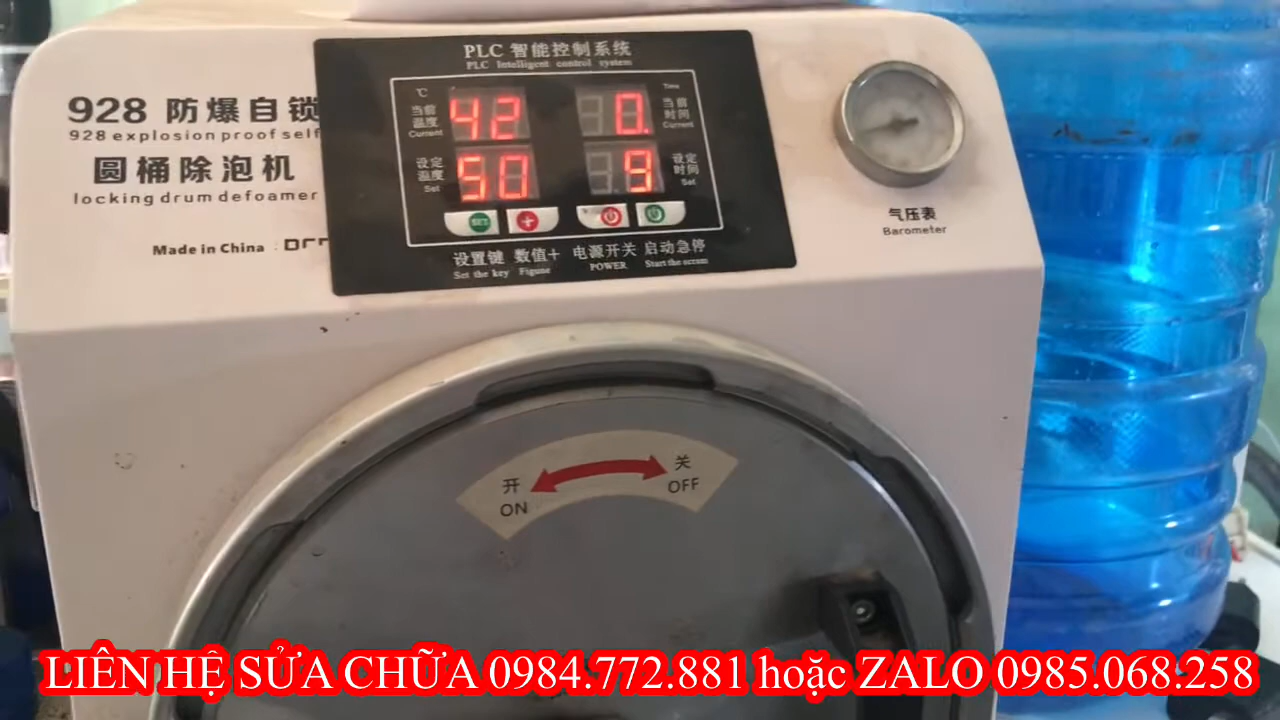 PLC 智能控制系统
PLC Intelligent control system
928 防爆自锁
928 explosion proof self
圆桶除泡机
locking drum defoamer
Made in China :
℃
当前
温度
Current
42
0.
Time
当前
时间
Current
设定
温度
Set
50
9
设定
时间
Set
SET
设置键 数值+ 电源开关 启动急停
Set the key Figune POWER Start the scram
气压表
Barometer
开
ON
关
OFF
LIÊN HỆ SỬA CHỮA 0984.772.881 hoặc ZALO 0985.068.258